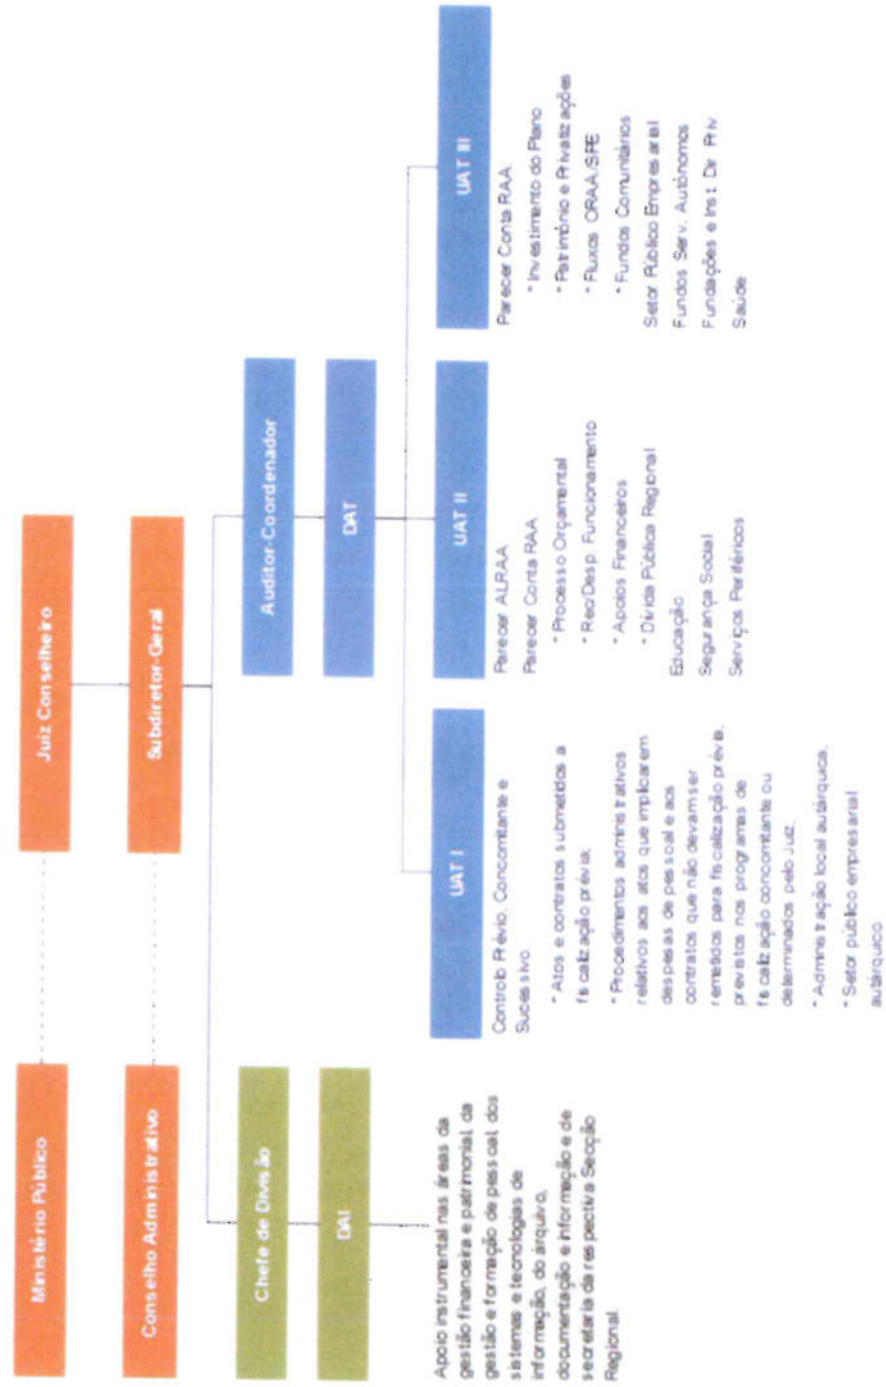 Ministério Público
Juiz Conselheiro
Conselho Administrativo
Subdiretor-Geral
Chefe de Divisão
Auditor-Coordenador
DAI
DAT
Apoio instrumental nas áreas da
gestão financeira e patrimonial, da
gestão e formação de pessoal, dos
sistemas e tecnologias de
informação, do arquivo,
documentação e informação e de
secretaria da respectiva Secção
Regional.
UAT I
Controlo Prévio, Concomitante e
Sucessivo
* Atos e contratos submetidos a
fiscalização prévia;
* Procedimentos administrativos
relativos aos atos que implicarem
despesas de pessoal e aos
contratos que não devam ser
remetidos para fiscalização prévia,
previstos nos programas de
fiscalização concomitante ou
determinados pelo Juiz;
* Administração local autárquica,
* Setor público empresarial
autárquico
UAT II
Parecer ALRAA
Parecer Conta RAA
* Processo Orçamental
* Rec/Desp. Funcionamento
* Apoios Financeiros
* Dívida Pública Regional
Educação
Segurança Social
Serviços Periféricos
UAT III
Parecer Conta RAA:
* Investimento do Plano
* Património e Privatizações
* Fluxos ORAA/SPE
* Fundos Comunitários
Setor Público Empresarial
Fundos Serv. Autónomos
Fundações e Inst. Dir. Priv.
Saúde